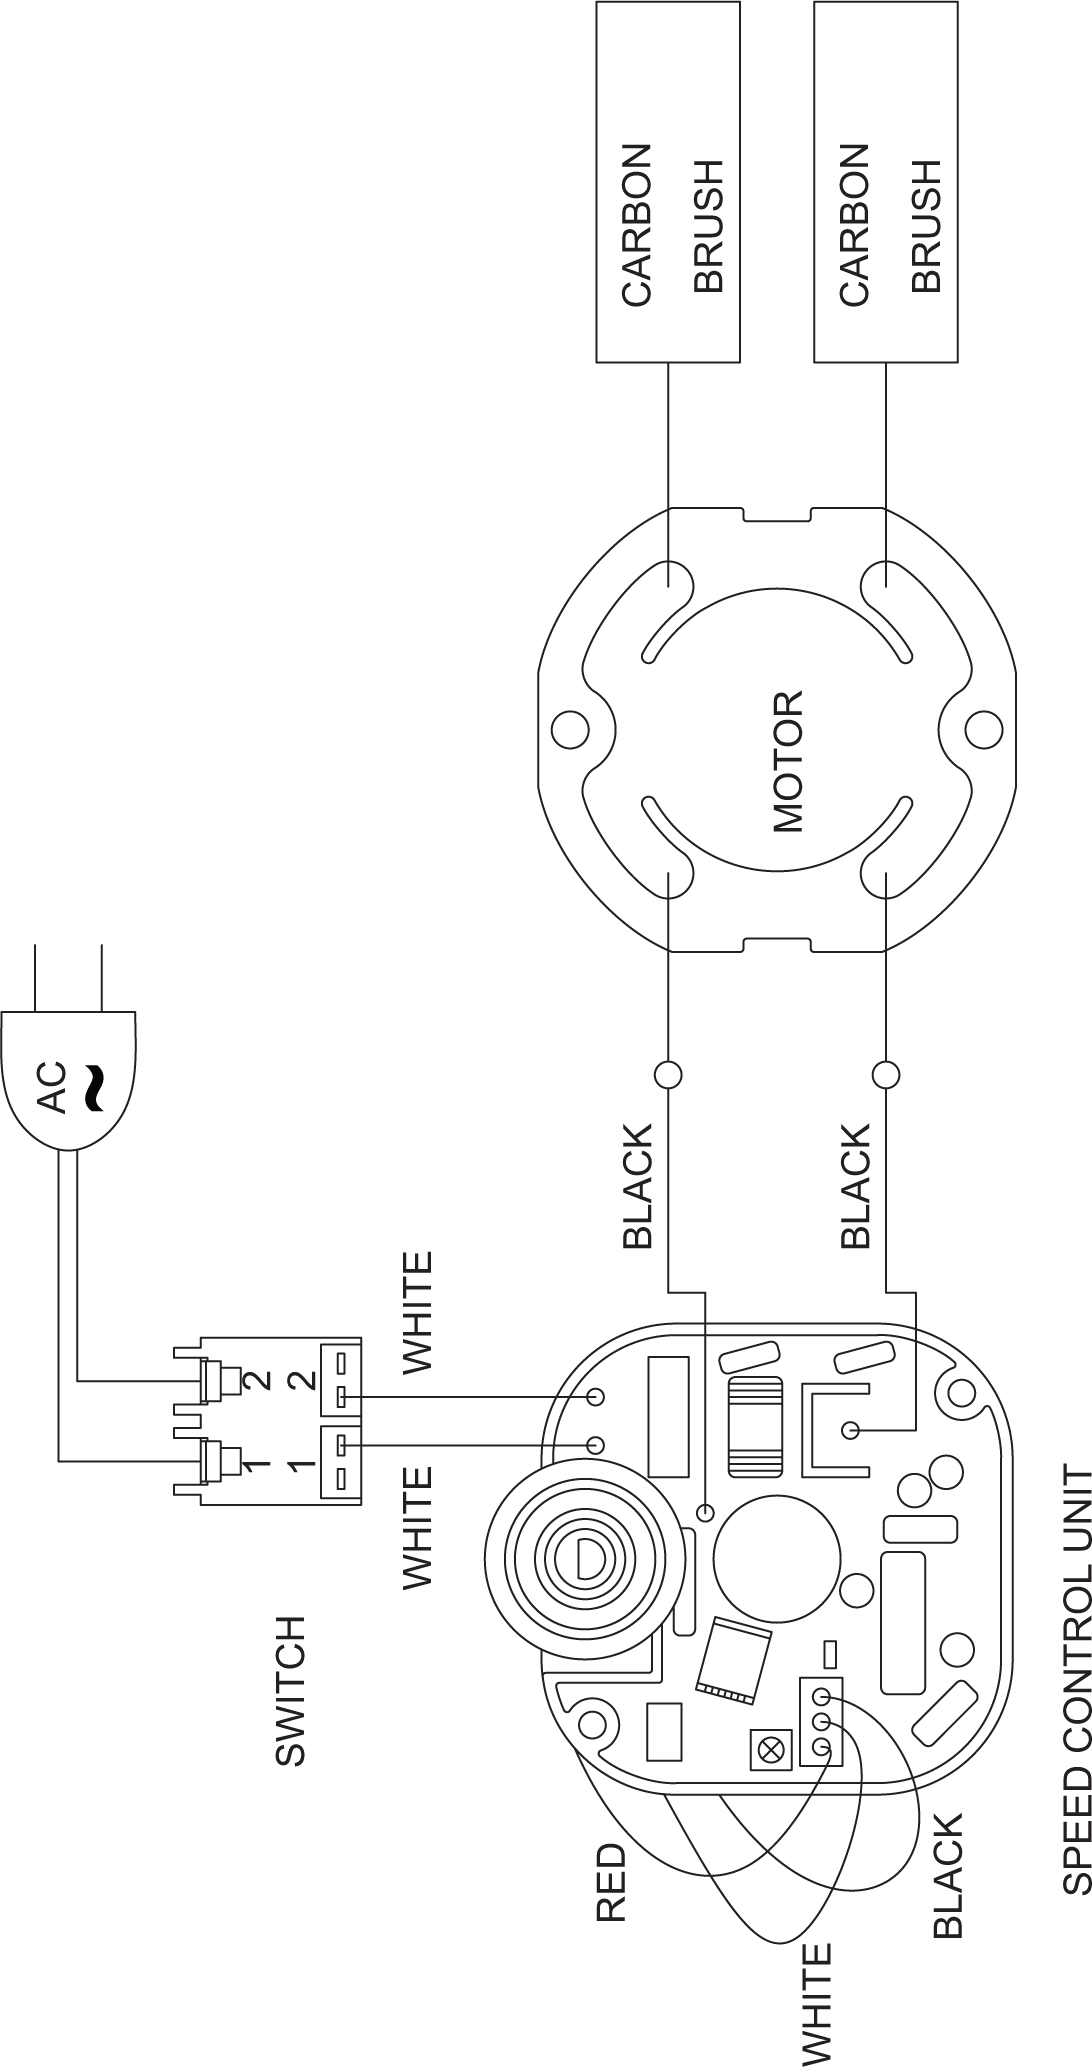 AC
~
SWITCH
1
2
1
2
WHITE
WHITE
RED
WHITE
BLACK
SPEED CONTROL UNIT
BLACK
BLACK
MOTOR
CARBON
BRUSH
CARBON
BRUSH